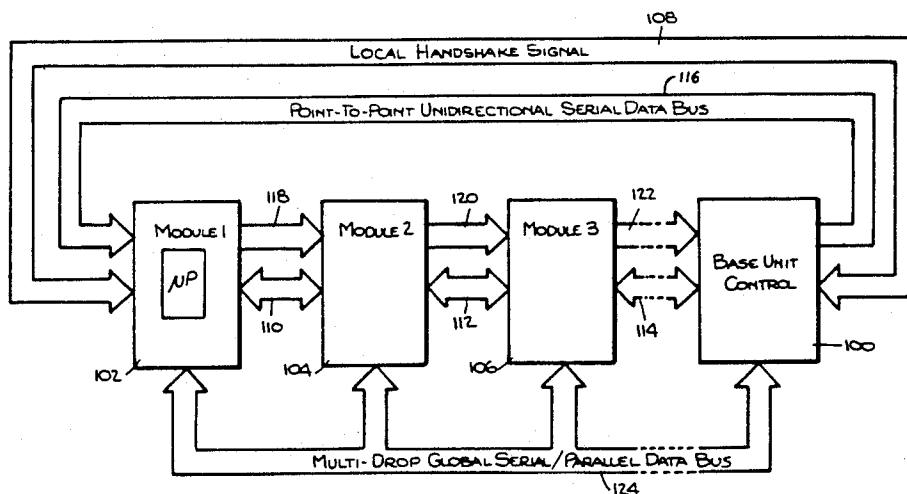 108
LOCAL HANDSHAKE SIGNAL
116
POINT-TO-POINT UNIDIRECTIONAL SERIAL DATA BUS
118
120
122
MODULE 1
MODULE 2
MODULE 3
BASE UNIT
CONTROL
μP
110
112
114
102
104
106
100
MULTI-DROP GLOBAL SERIAL/PARALLEL DATA BUS
124